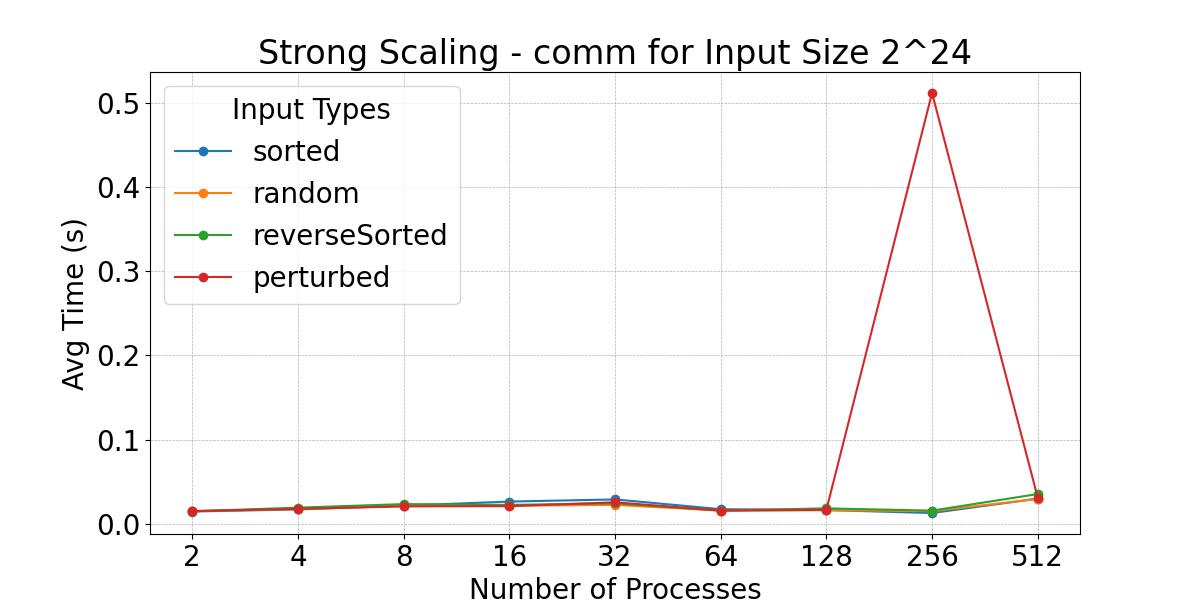 Strong Scaling - comm for Input Size 2^24
Avg Time (s)
0.5
0.4
0.3
0.2
0.1
0.0
Input Types
sorted
random
reverseSorted
perturbed
2 4 8 16 32 64 128 256 512
Number of Processes